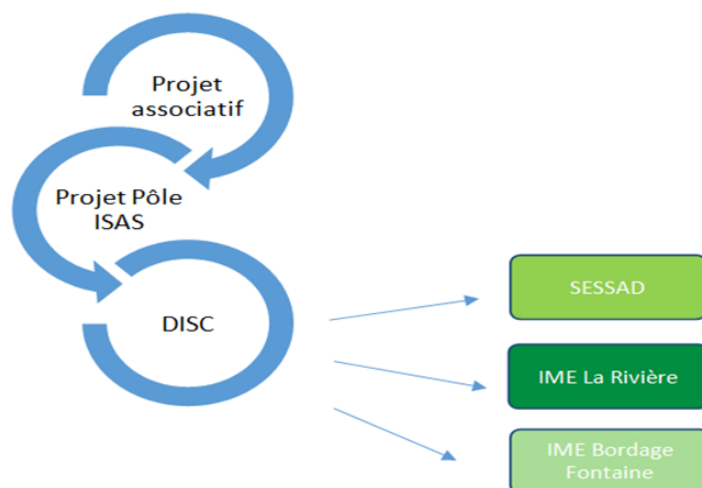 Projet
associatif
Projet Pôle
ISAS
DISC
SESSAD
IME La Rivière
IME Bordage
Fontaine